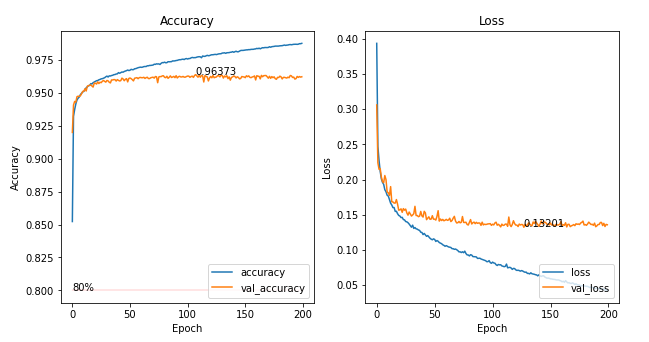 Accuracy
0.975
0.950
0.925
0.900
0.875
0.850
0.825
0.800
Accuracy
0.96373
80%
accuracy
val_accuracy
0
50
100
150
200
Epoch
Loss
0.40
0.35
0.30
0.25
0.20
0.15
0.10
0.05
Loss
0.13201
loss
val_loss
0
50
100
150
200
Epoch